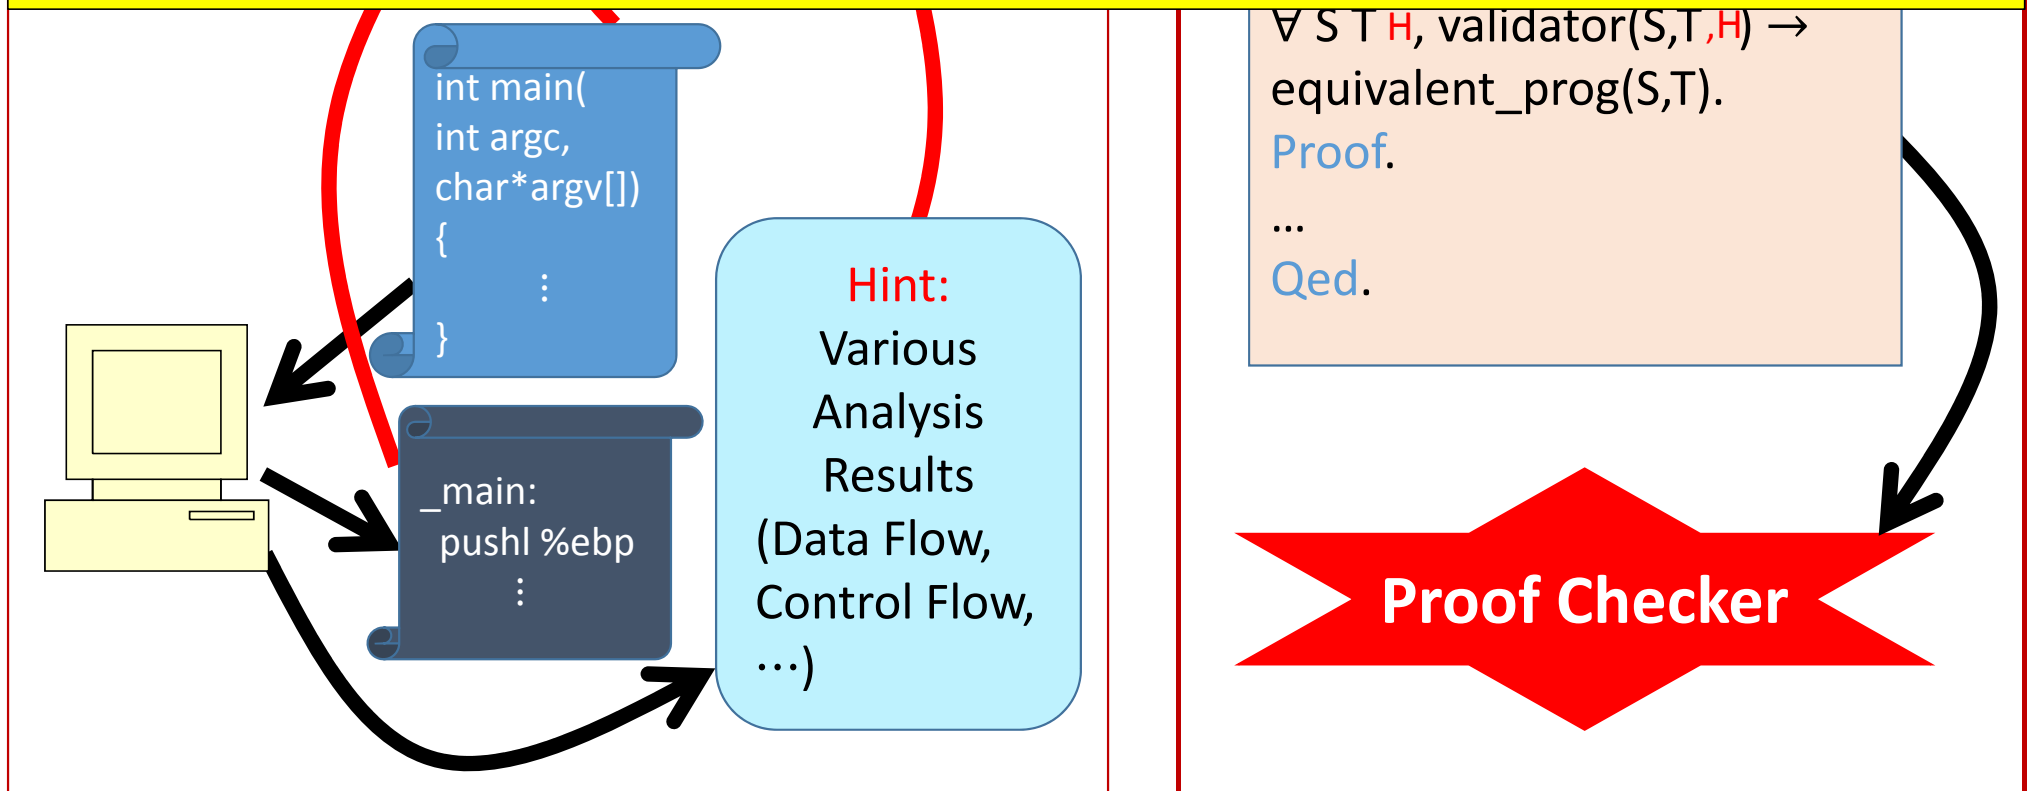 int main(
int argc,
char*argv[])
{
⋮
}
_main:
pushl %ebp
⋮
Hint:
Various
Analysis
Results
(Data Flow,
Control Flow,
⋯)
∀ S T H, validator(S,T,H) →
equivalent_prog(S,T).
Proof.
...
Qed.
Proof Checker